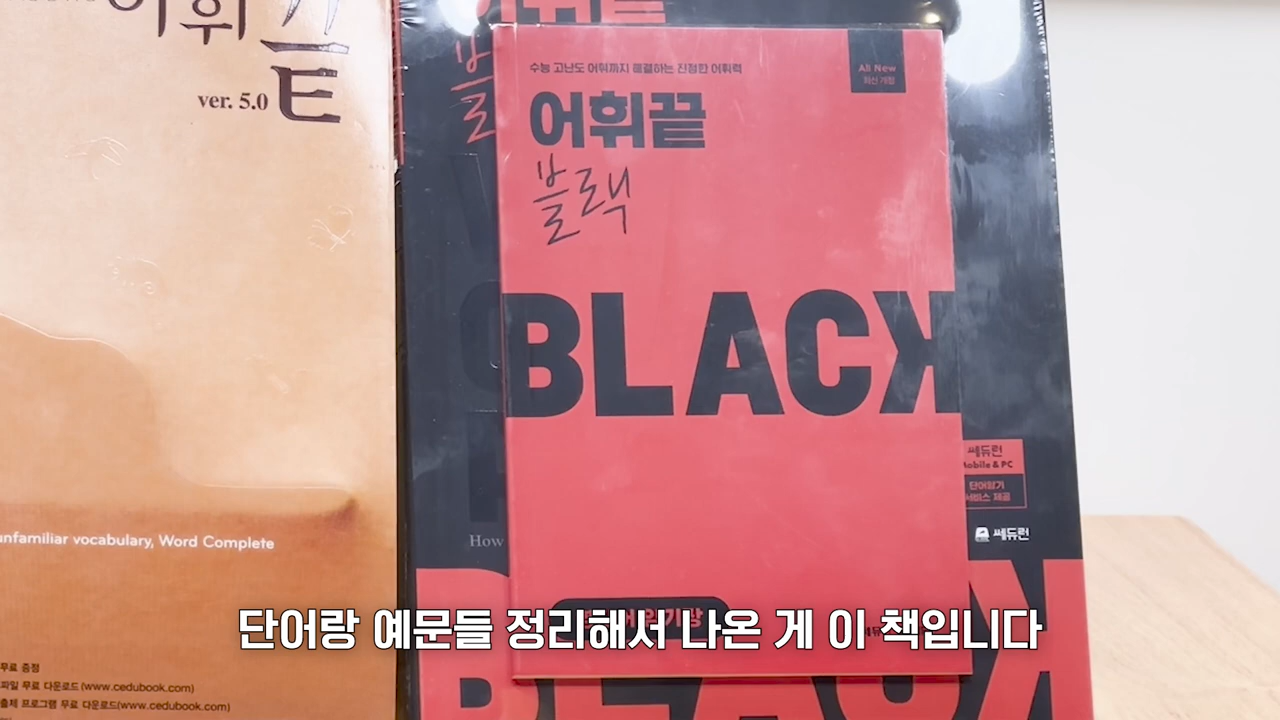 어휘끝
ver. 5.0
unfamiliar vocabulary, Word Complete
무료 증정
파일 무료 다운로드(www.cedubook.com)
출제 프로그램 무료 다운로드(www.cedubook.com)
수능 고난도 어휘까지 해결하는 진정한 어휘력
All New
최신 개정
어휘끝
블랙
BLACK
쎄듀런
Mobile & PC
단어암기
서비스 제공
쎄듀런
How
BLACK
단어랑 예문들 정리해서 나온 게 이 책입니다